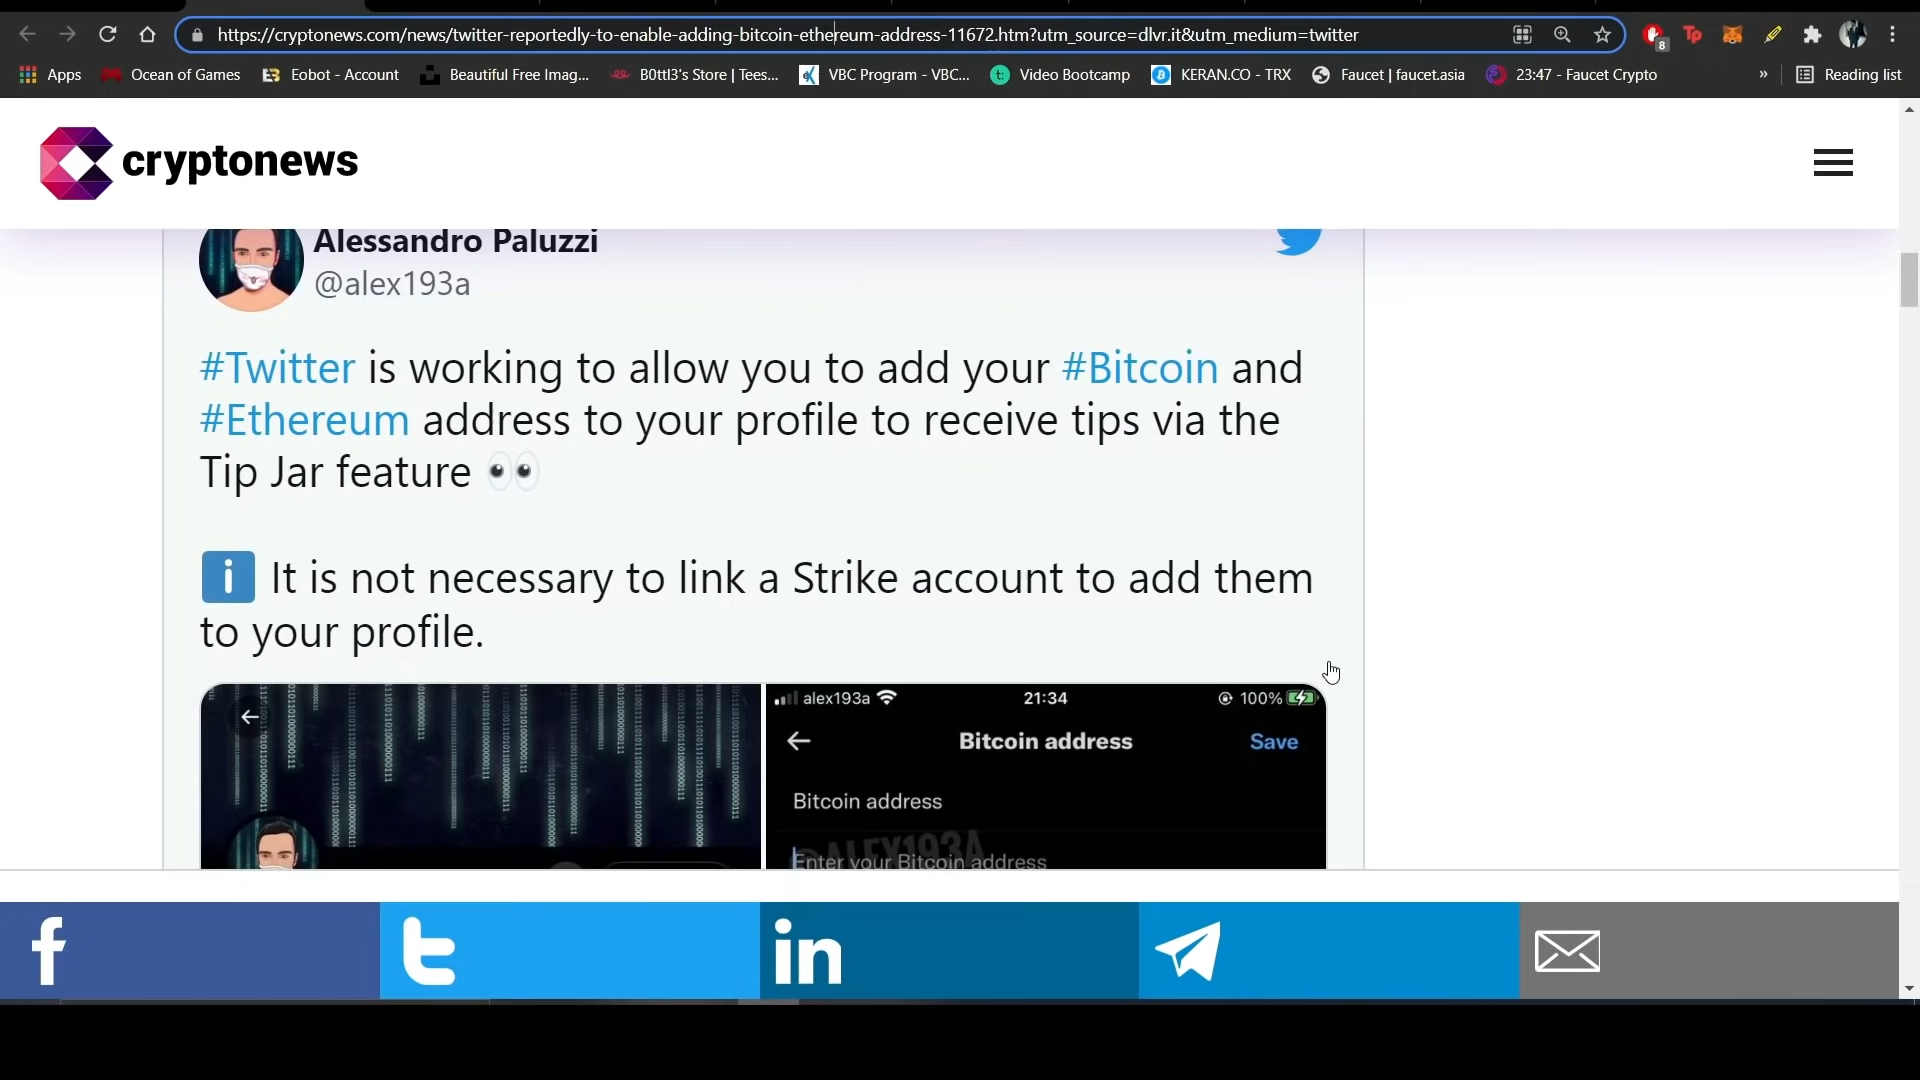 https://cryptonews.com/news/twitter-reportedly-to-enable-adding-bitcoin-ethereum-address-11672.htm?utm_source=dlvr.it&utm_medium=twitter
8
Apps
Ocean of Games
Eobot - Account
Beautiful Free Imag...
B0ttl3's Store | Tees...
VBC Program - VBC...
Video Bootcamp
KERAN.CO - TRX
Faucet | faucet.asia
23:47 - Faucet Crypto
»
Reading list
cryptonews
Alessandro Paluzzi
@alex193a
#Twitter is working to allow you to add your #Bitcoin and
#Ethereum address to your profile to receive tips via the
Tip Jar feature 👀
ℹ️ It is not necessary to link a Strike account to add them
to your profile.
alex193a
21:34
100%
Bitcoin address
Save
Bitcoin address
@ALEX193A
Enter your Bitcoin address